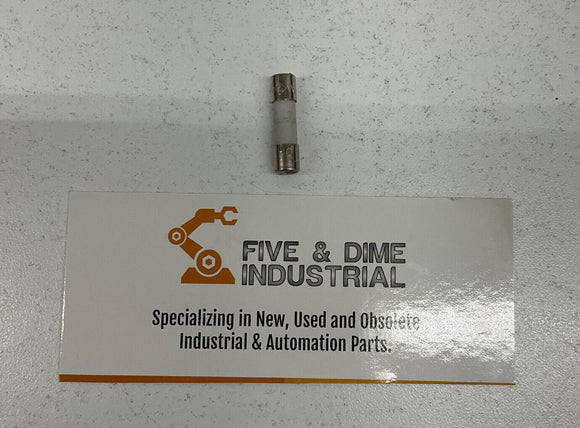 FIVE & DIME
INDUSTRIAL
Specializing in New, Used and Obsolete
Industrial & Automation Parts.